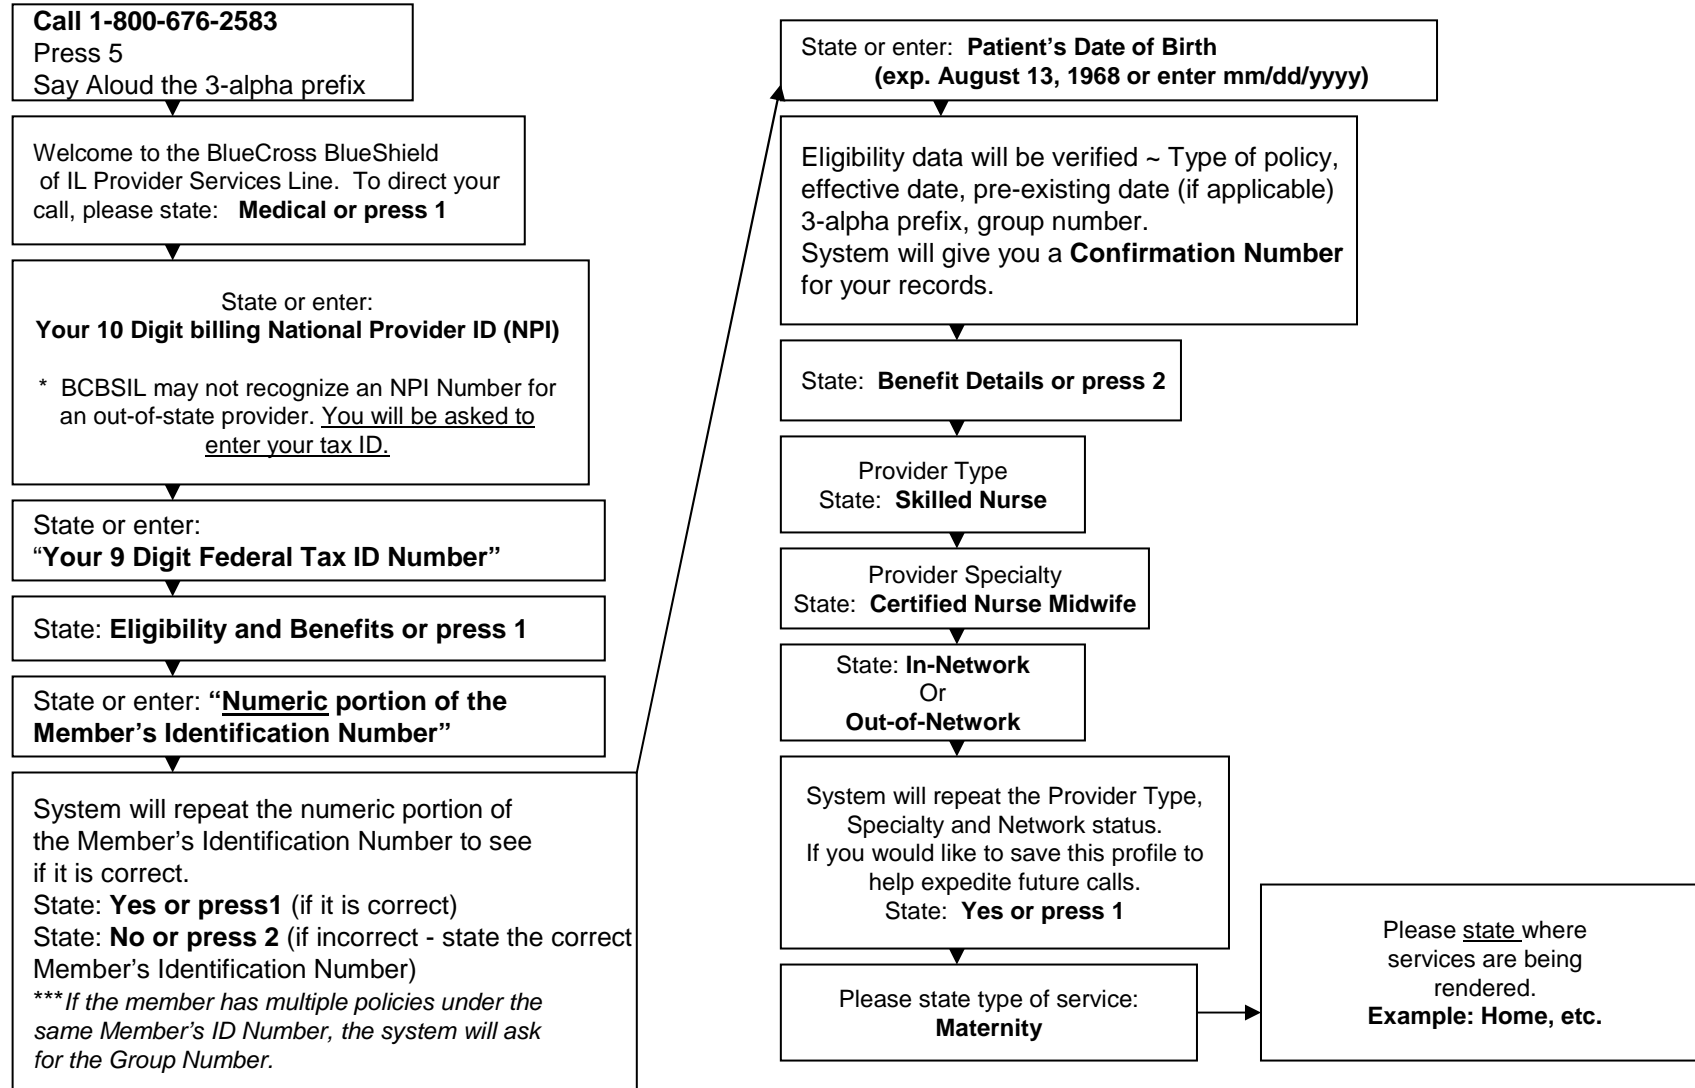 Call 1-800-676-2583
Press 5
Say Aloud the 3-alpha prefix
Welcome to the BlueCross BlueShield
of IL Provider Services Line.  To direct your
call, please state:   Medical or press 1
State or enter:
Your 10 Digit billing National Provider ID (NPI)
*  BCBSIL may not recognize an NPI Number for
an out-of-state provider. You will be asked to
enter your tax ID.
State or enter:
“Your 9 Digit Federal Tax ID Number”
State: Eligibility and Benefits or press 1
State or enter: “Numeric portion of the
Member’s Identification Number”
System will repeat the numeric portion of
the Member’s Identification Number to see
if it is correct.
State: Yes or press1 (if it is correct)
State: No or press 2 (if incorrect - state the correct
Member’s Identification Number)
***If the member has multiple policies under the
same Member’s ID Number, the system will ask
for the Group Number.
State or enter:  Patient’s Date of Birth
(exp. August 13, 1968 or enter mm/dd/yyyy)
Eligibility data will be verified ~ Type of policy,
effective date, pre-existing date (if applicable)
3-alpha prefix, group number.
System will give you a Confirmation Number
for your records.
State:  Benefit Details or press 2
Provider Type
State:  Skilled Nurse
Provider Specialty
State:  Certified Nurse Midwife
State: In-Network
Or
Out-of-Network
System will repeat the Provider Type,
Specialty and Network status.
If you would like to save this profile to
help expedite future calls.
State:  Yes or press 1
Please state type of service:
Maternity
Please state where
services are being
rendered.
Example: Home, etc.